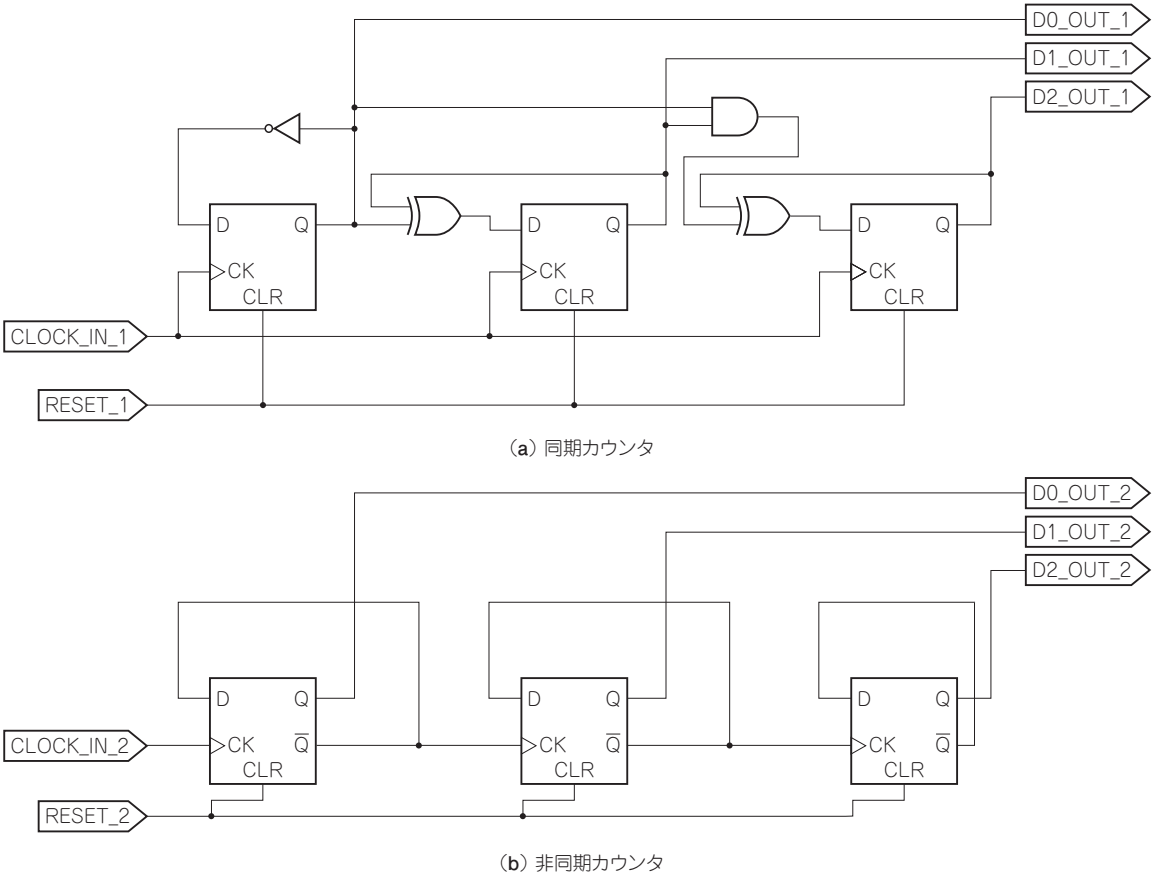 D0_OUT_1
D1_OUT_1
D2_OUT_1
D Q
CK
CLR
D Q
CK
CLR
D Q
CK
CLR
CLOCK_IN_1
RESET_1
(a) 同期カウンタ
D0_OUT_2
D1_OUT_2
D2_OUT_2
D Q
CK Q̅
CLR
D Q
CK Q̅
CLR
D Q
CK Q̅
CLR
CLOCK_IN_2
RESET_2
(b) 非同期カウンタ